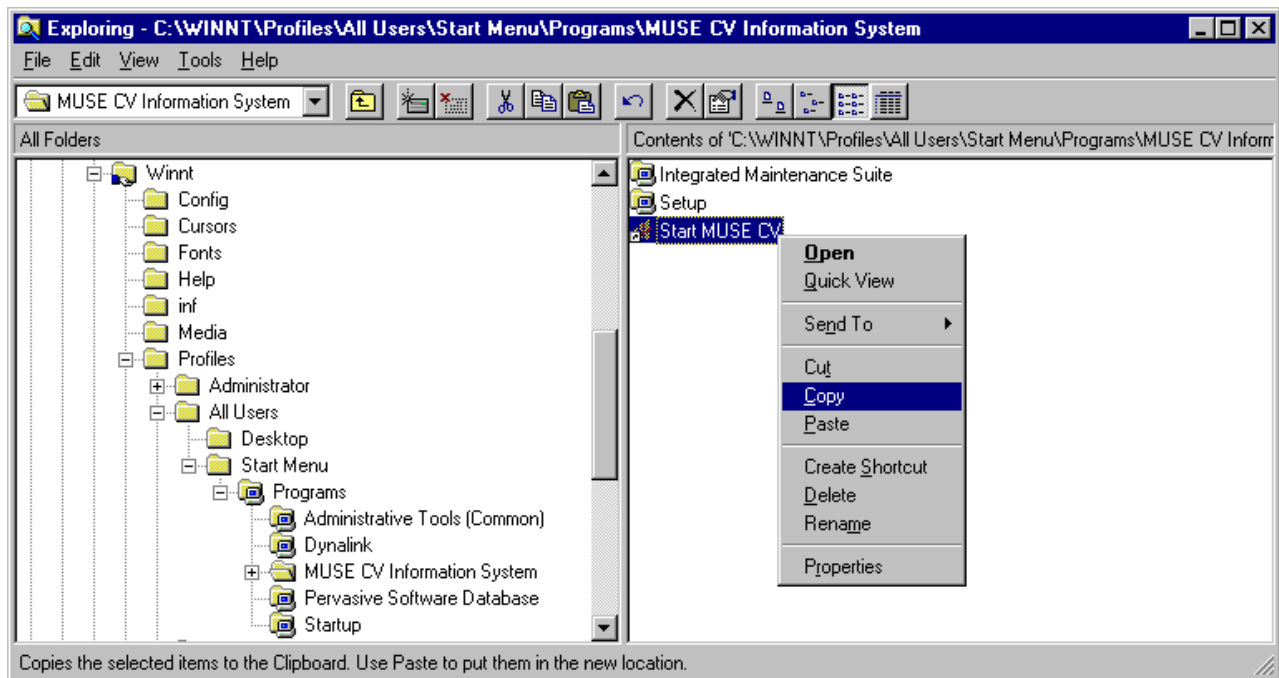 Exploring - C:\WINNT\Profiles\All Users\Start Menu\Programs\MUSE CV Information System
File Edit View Tools Help
MUSE CV Information System
All Folders
Contents of 'C:\WINNT\Profiles\All Users\Start Menu\Programs\MUSE CV Inform
Winnt
Config
Cursors
Fonts
Help
inf
Media
Profiles
Administrator
All Users
Desktop
Start Menu
Programs
Administrative Tools (Common)
Dynalink
MUSE CV Information System
Pervasive Software Database
Startup
Integrated Maintenance Suite
Setup
Start MUSE CV
Open
Quick View
Send To
Cut
Copy
Paste
Create Shortcut
Delete
Rename
Properties
Copies the selected items to the Clipboard. Use Paste to put them in the new location.